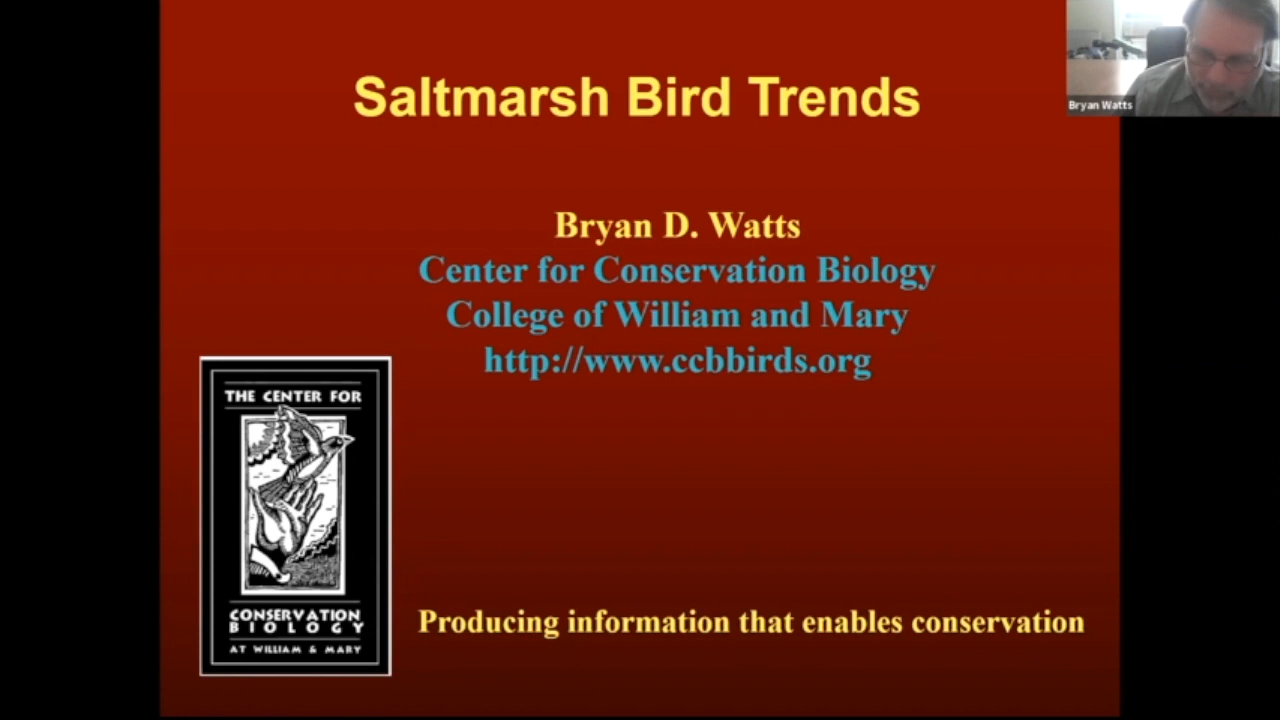 Saltmarsh Bird Trends
Bryan Watts
Bryan D. Watts
Center for Conservation Biology
College of William and Mary
http://www.ccbbirds.org
THE CENTER FOR
CONSERVATION
BIOLOGY
AT WILLIAM & MARY
Producing information that enables conservation